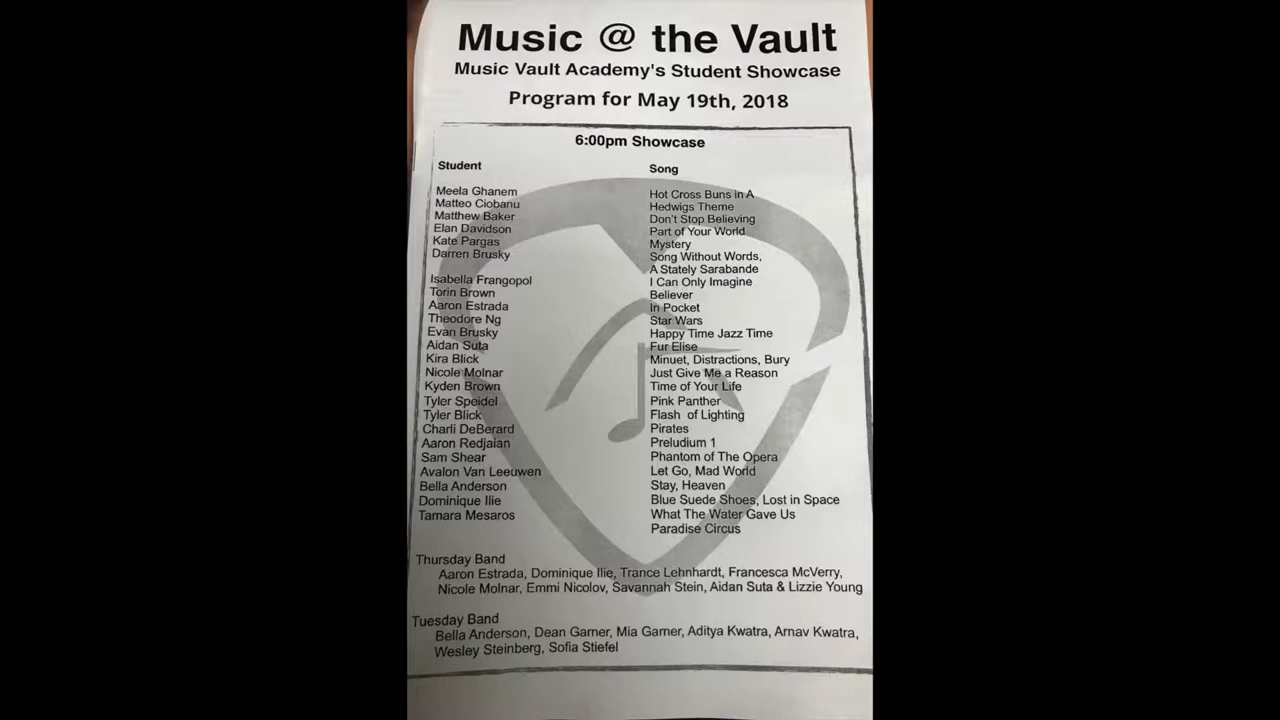 Music @ the Vault
Music Vault Academy's Student Showcase
Program for May 19th, 2018
6:00pm Showcase
Student Song
Meela Ghanem Hot Cross Buns in A
Matteo Ciobanu Hedwigs Theme
Matthew Baker Don't Stop Believing
Elan Davidson Part of Your World
Kate Pargas Mystery
Darren Brusky Song Without Words,
A Stately Sarabande
Isabella Frangopol I Can Only Imagine
Torin Brown Believer
Aaron Estrada In Pocket
Theodore Ng Star Wars
Evan Brusky Happy Time Jazz Time
Aidan Suta Fur Elise
Kira Blick Minuet, Distractions, Bury
Nicole Molnar Just Give Me a Reason
Kyden Brown Time of Your Life
Tyler Speidel Pink Panther
Tyler Blick Flash of Lighting
Charli DeBerard Pirates
Aaron Redjaian Preludium 1
Sam Shear Phantom of The Opera
Avalon Van Leeuwen Let Go, Mad World
Bella Anderson Stay, Heaven
Dominique Ilie Blue Suede Shoes, Lost in Space
Tamara Mesaros What The Water Gave Us
Paradise Circus
Thursday Band
Aaron Estrada, Dominique Ilie, Trance Lehnhardt, Francesca McVerry,
Nicole Molnar, Emmi Nicolov, Savannah Stein, Aidan Suta & Lizzie Young
Tuesday Band
Bella Anderson, Dean Garner, Mia Garner, Aditya Kwatra, Arnav Kwatra,
Wesley Steinberg, Sofia Stiefel